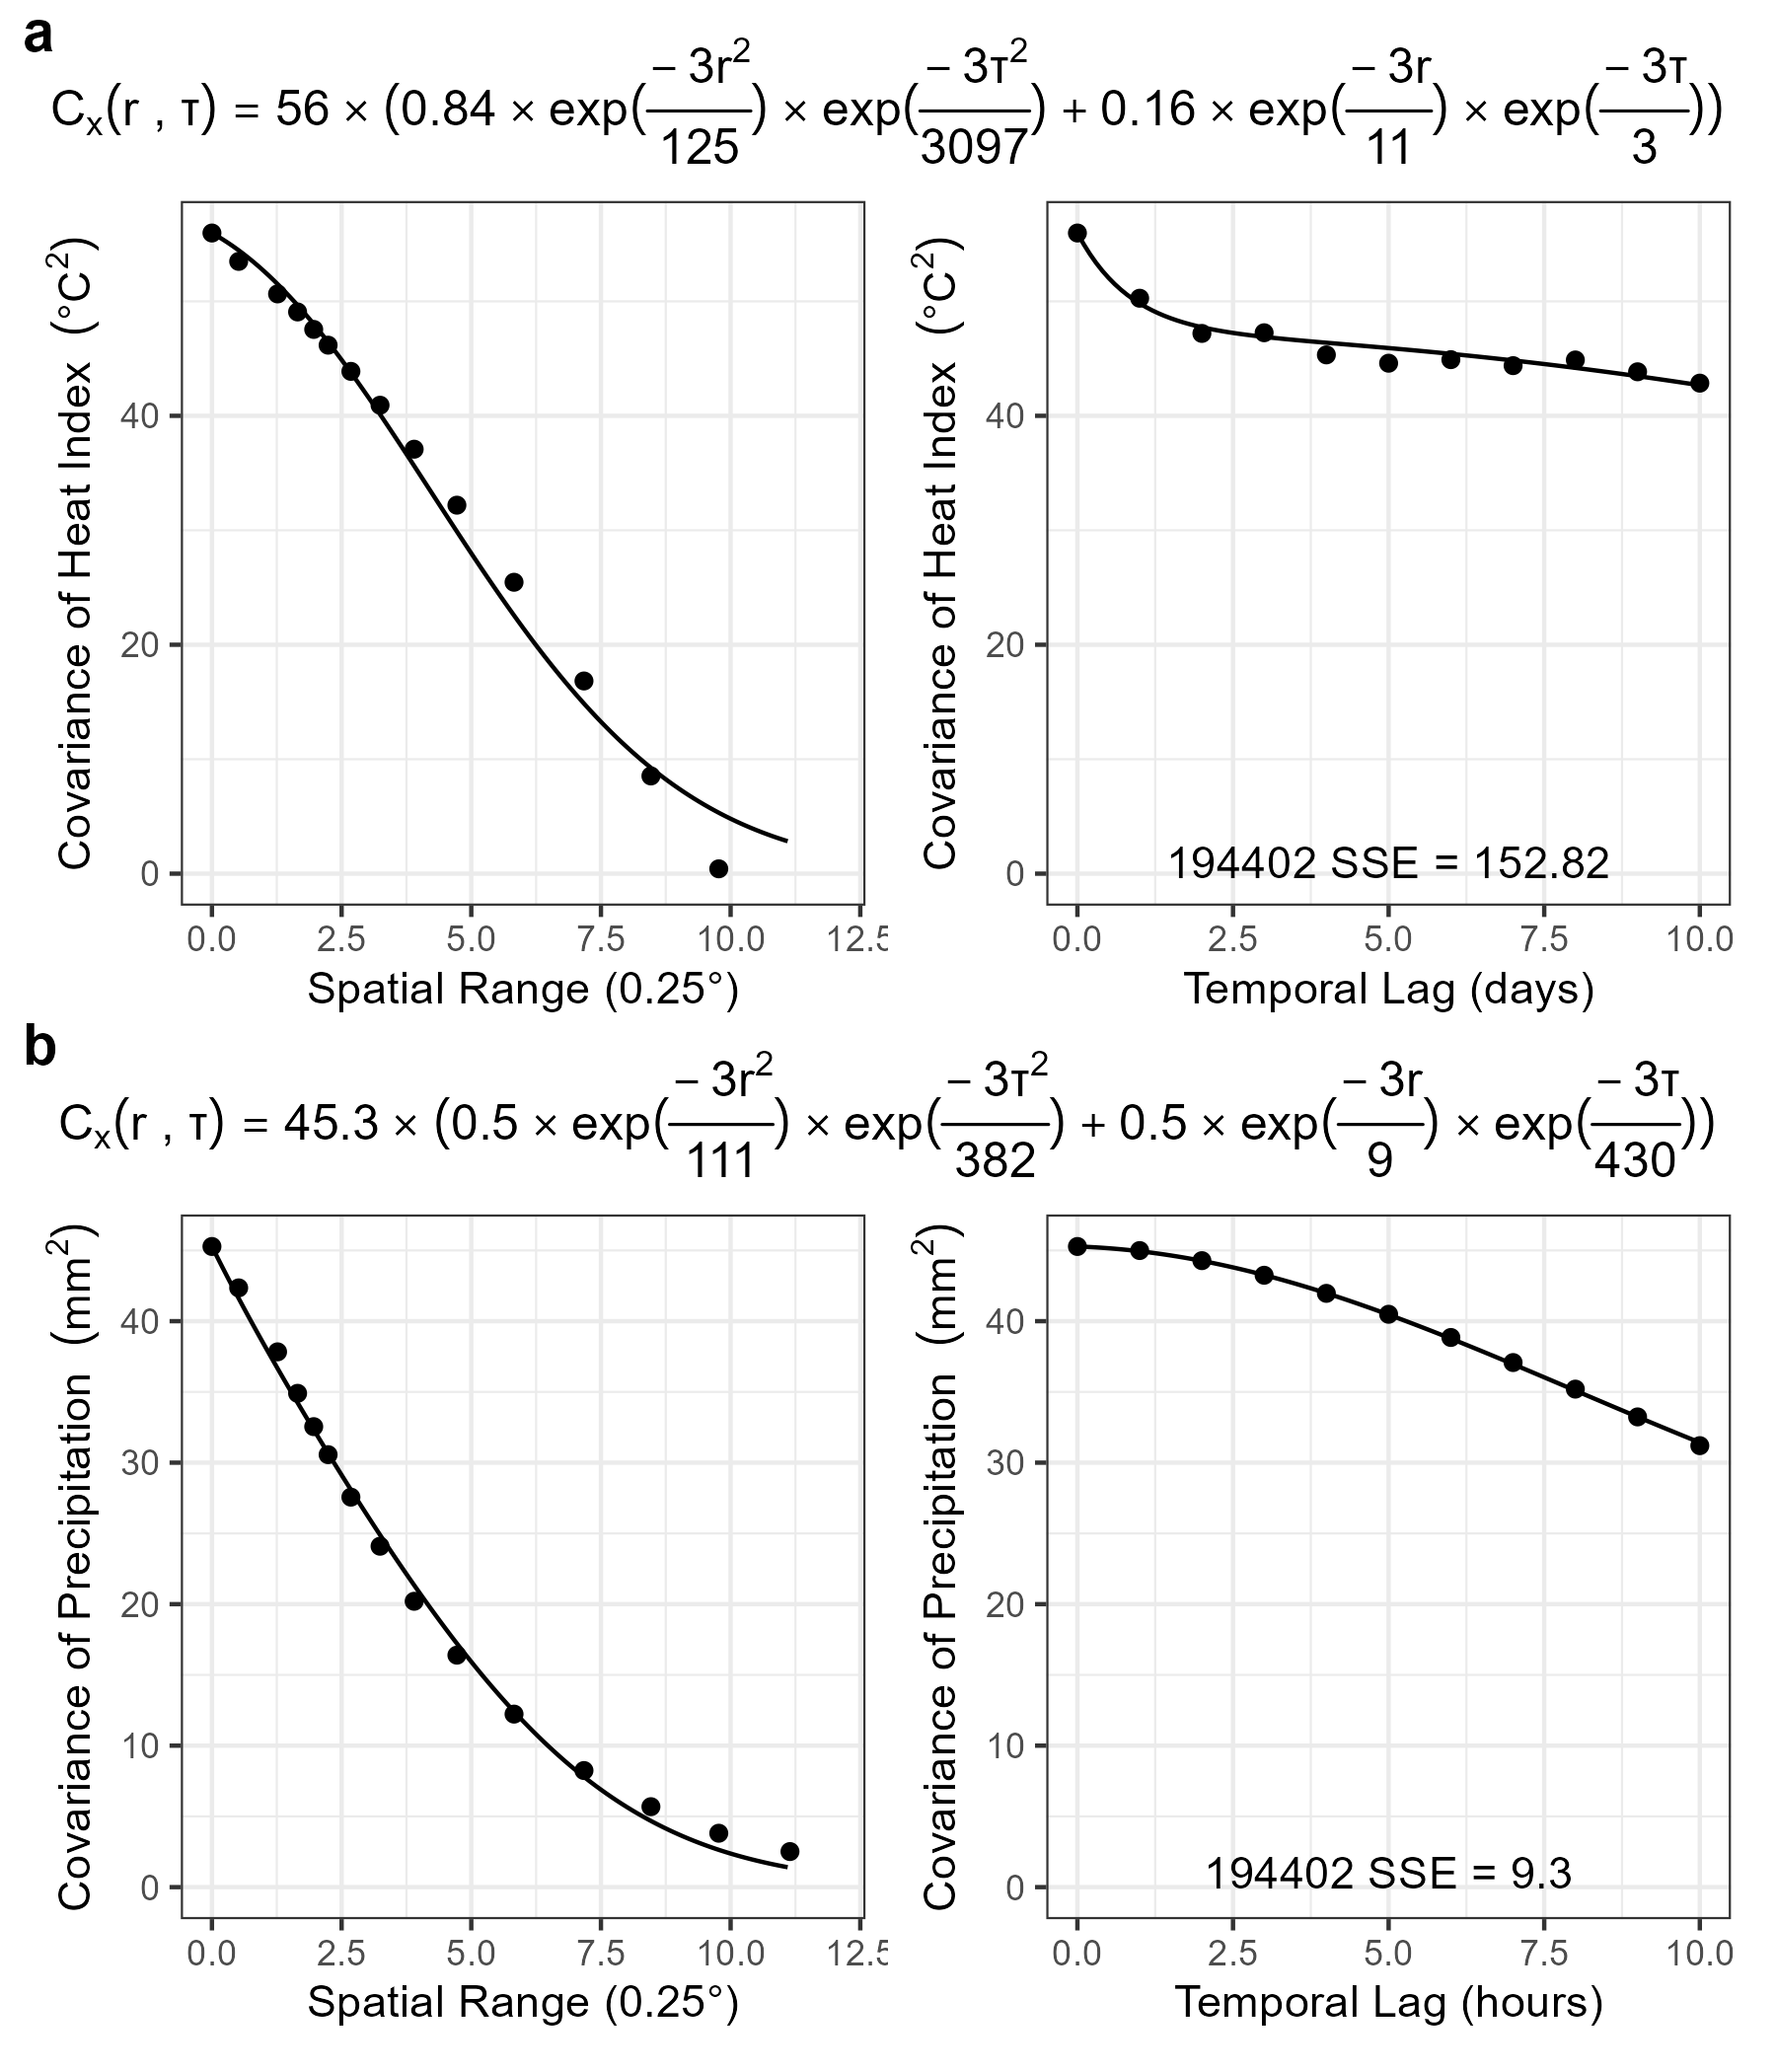 a
Cx(r , τ) = 56 × (0.84 × exp(− 3r²/125) × exp(− 3τ²/3097) + 0.16 × exp(− 3r/11) × exp(− 3τ/3))
Covariance of Heat Index (°C²)
40
20
0
0.0 2.5 5.0 7.5 10.0 12.5
Spatial Range (0.25°)
Covariance of Heat Index (°C²)
40
20
0
194402 SSE = 152.82
0.0 2.5 5.0 7.5 10.0
Temporal Lag (days)
b
Cx(r , τ) = 45.3 × (0.5 × exp(− 3r²/111) × exp(− 3τ²/382) + 0.5 × exp(− 3r/9) × exp(− 3τ/430))
Covariance of Precipitation (mm²)
40
30
20
10
0
0.0 2.5 5.0 7.5 10.0 12.5
Spatial Range (0.25°)
Covariance of Precipitation (mm²)
40
30
20
10
0
194402 SSE = 9.3
0.0 2.5 5.0 7.5 10.0
Temporal Lag (hours)